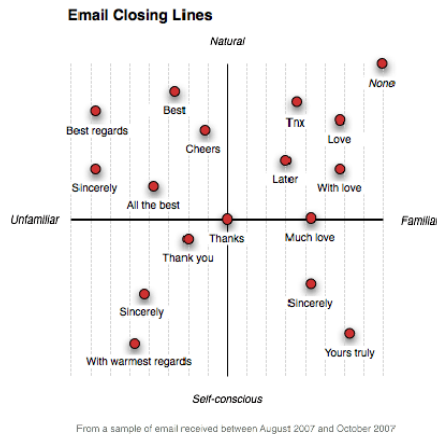 Email Closing Lines
Natural
None
Best
Trx
Best regards
Love
Cheers
Later
Sincerely
With love
All the best
Unfamiliar
Familiar
Thanks
Much love
Thank you
Sincerely
Sincerely
Yours truly
With warmest regards
Self-conscious
From a sample of email received between August 2007 and October 2007